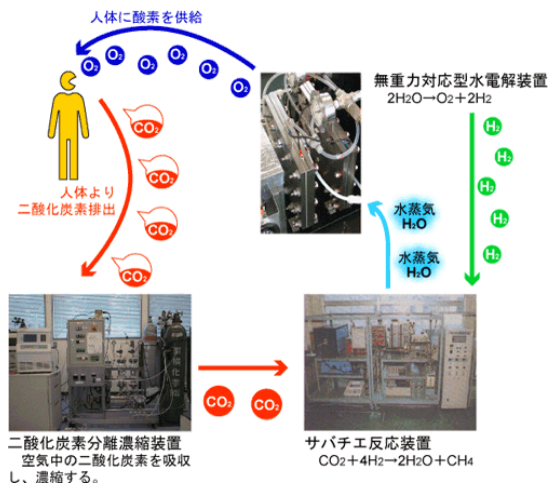 人体に酸素を供給
O₂
O₂
O₂
O₂
O₂
O₂
無重力対応型水電解装置
2H₂O→O₂+2H₂
CO₂
CO₂
CO₂
CO₂
人体より
二酸化炭素排出
H₂
H₂
H₂
H₂
H₂
水蒸気
H₂O
水蒸気
H₂O
CO₂
CO₂
二酸化炭素分離濃縮装置
空気中の二酸化炭素を吸収
し、濃縮する。
サバチエ反応装置
CO₂+4H₂→2H₂O+CH₄